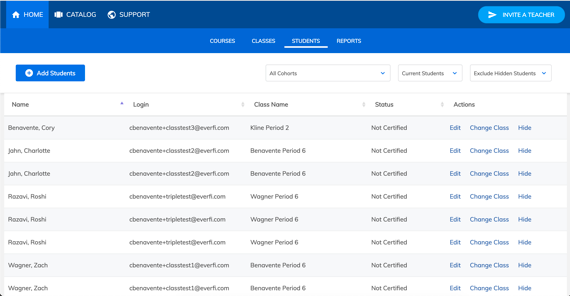 HOME CATALOG SUPPORT INVITE A TEACHER
COURSES CLASSES STUDENTS REPORTS
Add Students All Cohorts Current Students Exclude Hidden Students
Name Login Class Name Status Actions
Benavente, Cory cbenavente+classtest3@everfi.com Kline Period 2 Not Certified Edit Change Class Hide
Jahn, Charlotte cbenavente+classtest2@everfi.com Benavente Period 6 Not Certified Edit Change Class Hide
Jahn, Charlotte cbenavente+classtest2@everfi.com Benavente Period 6 Not Certified Edit Change Class Hide
Razavi, Roshi cbenavente+tripletest@everfi.com Wagner Period 6 Not Certified Edit Change Class Hide
Razavi, Roshi cbenavente+tripletest@everfi.com Wagner Period 6 Not Certified Edit Change Class Hide
Razavi, Roshi cbenavente+tripletest@everfi.com Wagner Period 6 Not Certified Edit Change Class Hide
Wagner, Zach cbenavente+classtest1@everfi.com Benavente Period 6 Not Certified Edit Change Class Hide
Wagner, Zach cbenavente+classtest1@everfi.com Benavente Period 6 Not Certified Edit Change Class Hide